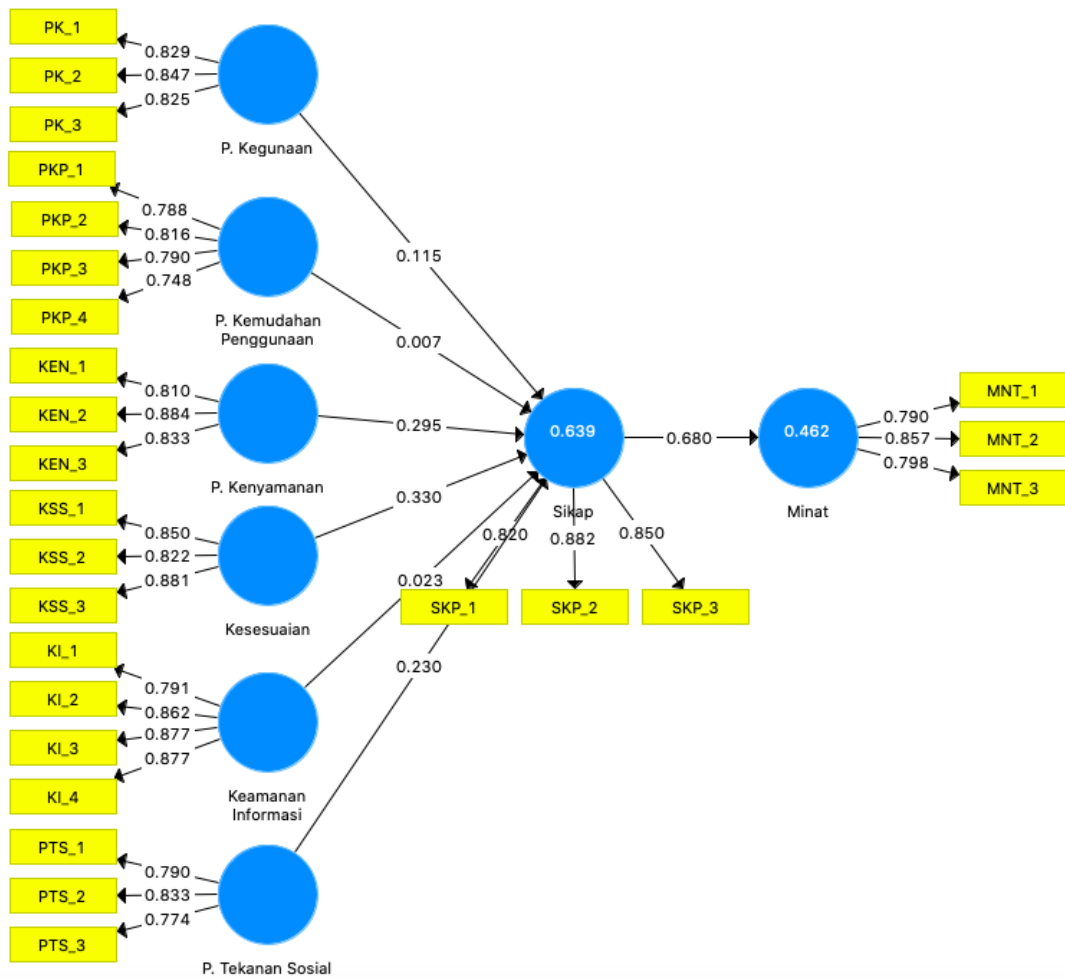 PK_1
0.829
PK_2
0.847
PK_3
0.825
P. Kegunaan
PKP_1
0.788
PKP_2
0.816
PKP_3
0.790
PKP_4
0.748
P. Kemudahan
Penggunaan
KEN_1
0.810
KEN_2
0.884
KEN_3
0.833
P. Kenyamanan
KSS_1
0.850
KSS_2
0.822
KSS_3
0.881
Kesesuaian
KI_1
0.791
KI_2
0.862
KI_3
0.877
KI_4
0.877
Keamanan
Informasi
PTS_1
0.790
PTS_2
0.833
PTS_3
0.774
P. Tekanan Sosial
0.115
0.007
0.295
0.330
0.023
0.230
0.639
Sikap
0.820
0.882
0.850
SKP_1
SKP_2
SKP_3
0.680
0.462
Minat
0.790
0.857
0.798
MNT_1
MNT_2
MNT_3